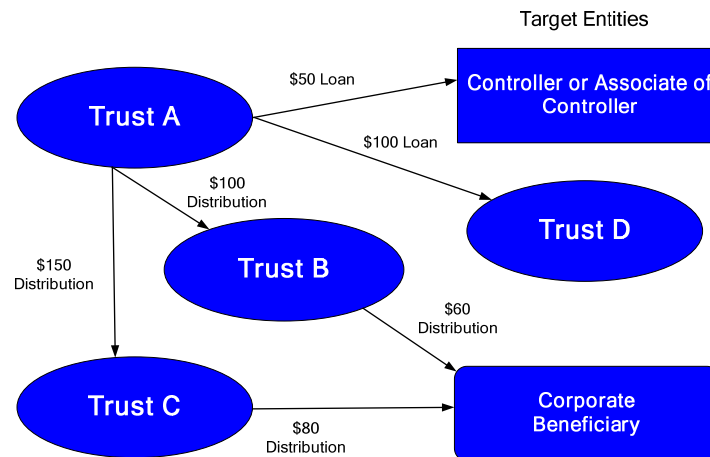 Target Entities
$50 Loan
Controller or Associate of
Controller
Trust A
$100 Loan
$100
Distribution
Trust D
Trust B
$150
Distribution
$60
Distribution
Trust C
Corporate
Beneficiary
$80
Distribution